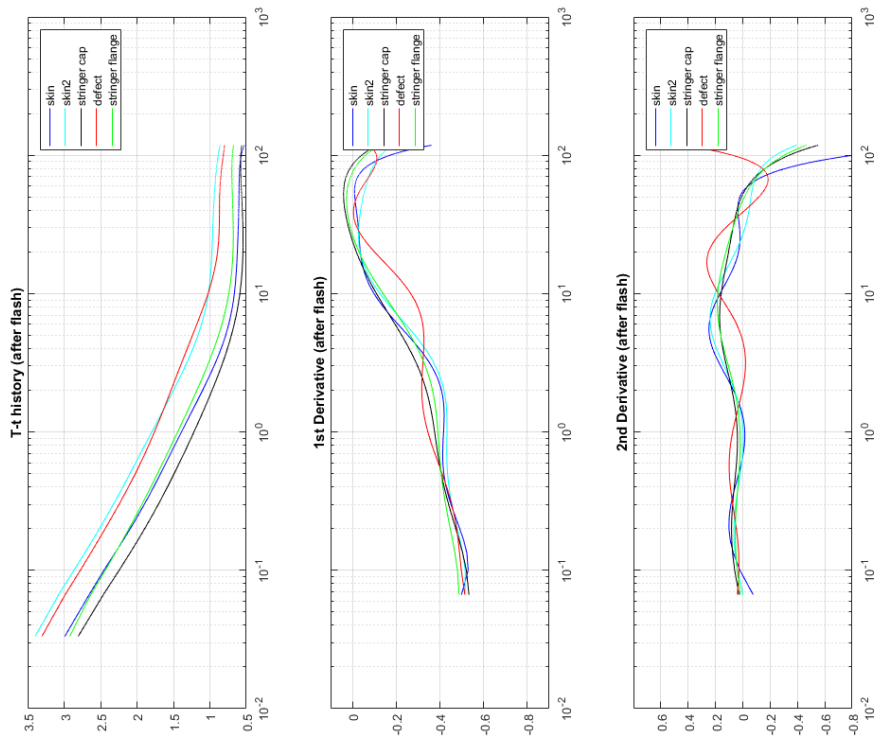 T-t history (after flash)
3.5
3
2.5
2
1.5
1
0.5
skin
skin2
stringer cap
defect
stringer flange
10^-2 10^-1 10^0 10^1 10^2 10^3
1st Derivative (after flash)
0
-0.2
-0.4
-0.6
-0.8
skin
skin2
stringer cap
defect
stringer flange
10^-2 10^-1 10^0 10^1 10^2 10^3
2nd Derivative (after flash)
0.6
0.4
0.2
0
-0.2
-0.4
-0.6
-0.8
skin
skin2
stringer cap
defect
stringer flange
10^-2 10^-1 10^0 10^1 10^2 10^3